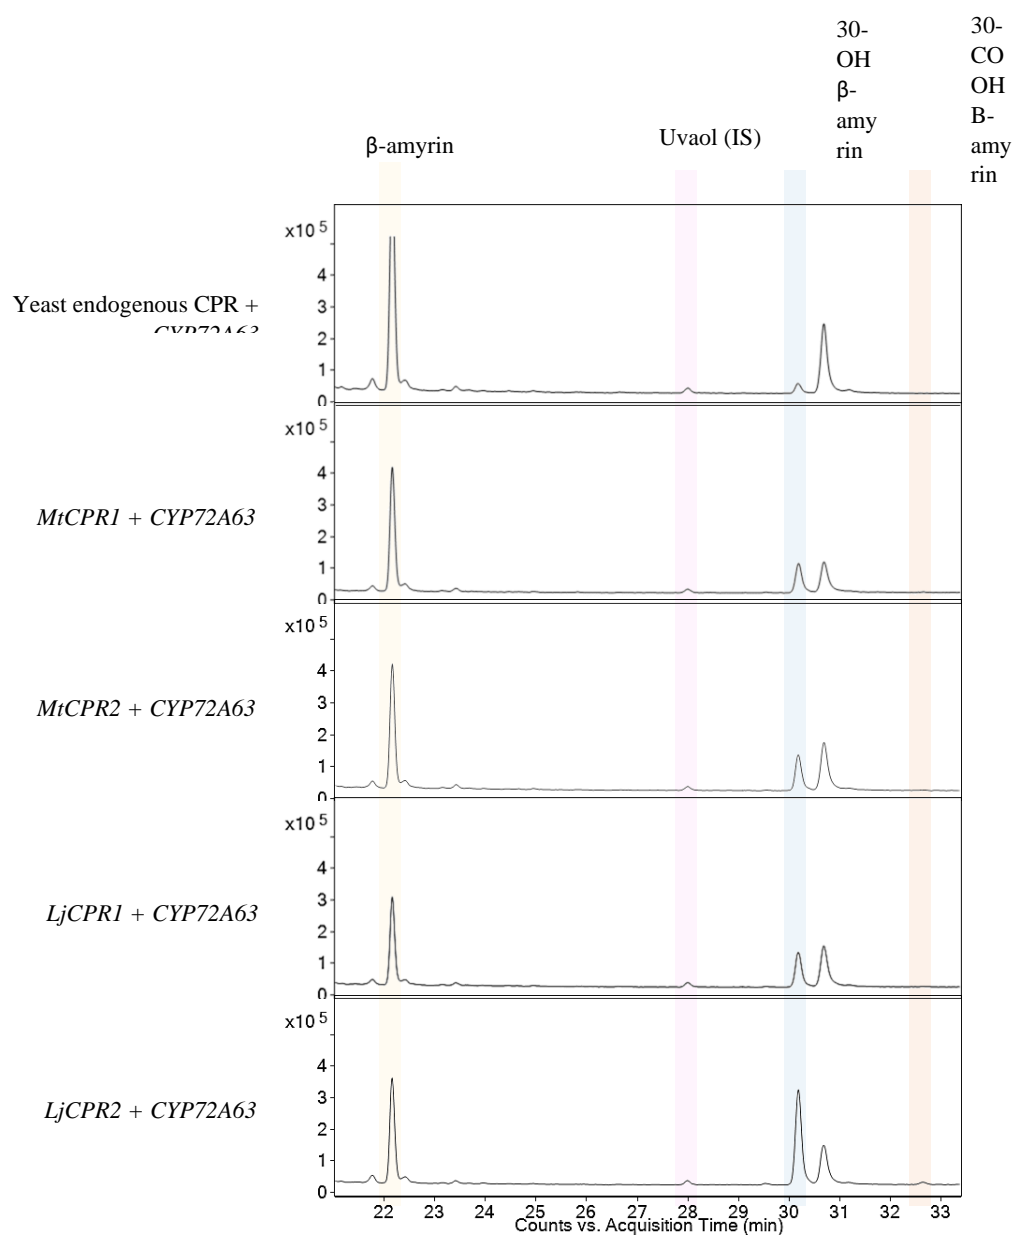 30-
OH
β-
amy
rin
30-
CO
OH
B-
amy
rin
β-amyrin
Uvaol (IS)
Yeast endogenous CPR +
CYP72A63
x10 5
4
3
2
1
0
MtCPR1 + CYP72A63
x10 5
4
3
2
1
0
MtCPR2 + CYP72A63
x10 5
4
3
2
1
0
LjCPR1 + CYP72A63
x10 5
4
3
2
1
0
LjCPR2 + CYP72A63
x10 5
4
3
2
1
0
22 23 24 25 26 27 28 29 30 31 32 33
Counts vs. Acquisition Time (min)